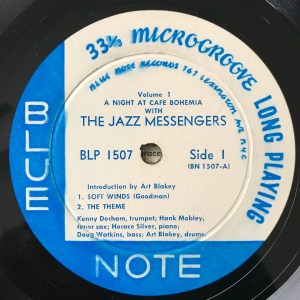 33⅓ MICROGROOVE LONG PLAYING
BLUE NOTE RECORDS 767 LEXINGTON AVE NYC
Volume 1
A NIGHT AT CAFE BOHEMIA
WITH
THE JAZZ MESSENGERS
BLP 1507
Side 1
(BN 1507-A)
Introduction by Art Blakey
1. SOFT WINDS (Goodman)
2. THE THEME
Kenny Dorham, trumpet; Hank Mobley,
tenor sax; Horace Silver, piano;
Doug Watkins, bass; Art Blakey, drums.
BLUE
NOTE